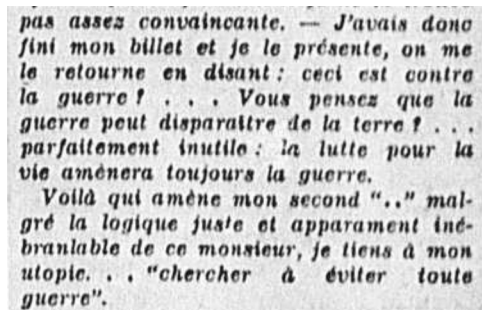 pas assez convaincante. — J'avais donc
fini mon billet et je le présente, on me
le retourne en disant : ceci est contre
la guerre ! . . . Vous pensez que la
guerre peut disparaitre de la terre ? . . .
parfaitement inutile : la lutte pour la
vie amènera toujours la guerre.
Voilà qui amène mon second ".." mal-
gré la logique juste et apparament iné-
branlable de ce monsieur, je tiens à mon
utopie. . . "chercher à éviter toute
guerre".